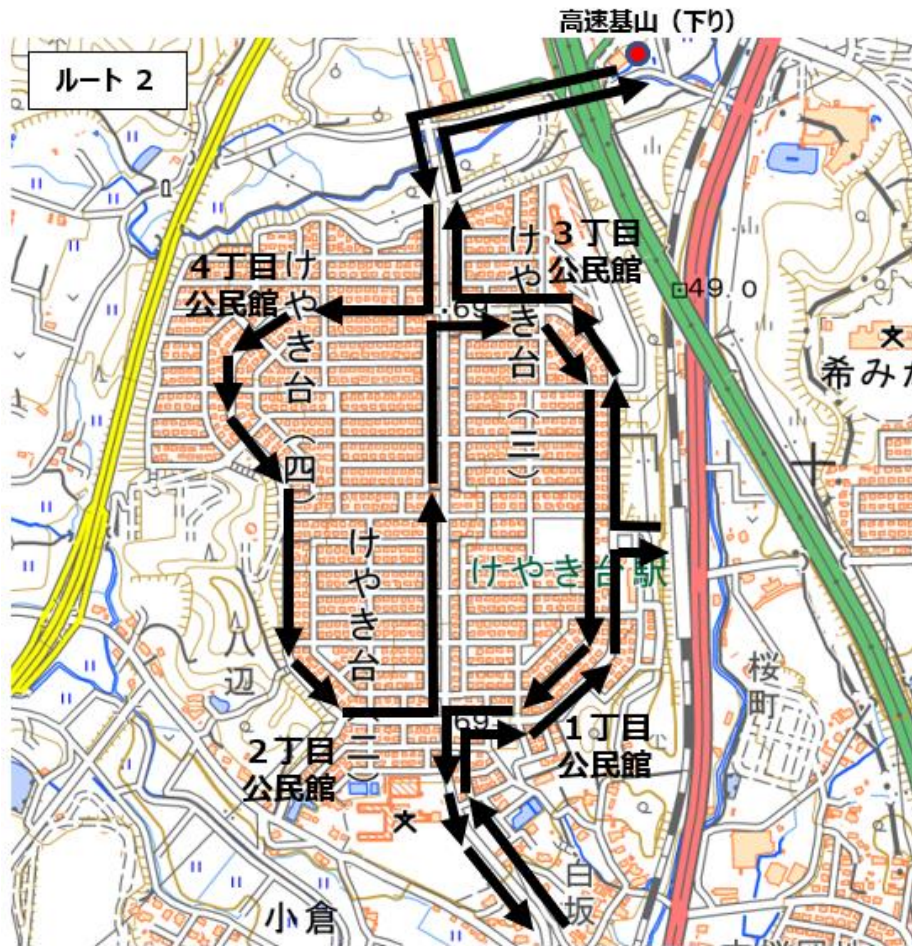 高速基山（下り）
ルート 2
3丁目
公民館
けやき台（三）
4丁目
公民館
けやき台（四）
.69
49.0
希みが
けやき台駅
けやき台（二）
八辺
桜町
69
1丁目
公民館
2丁目
公民館
白坂
小倉